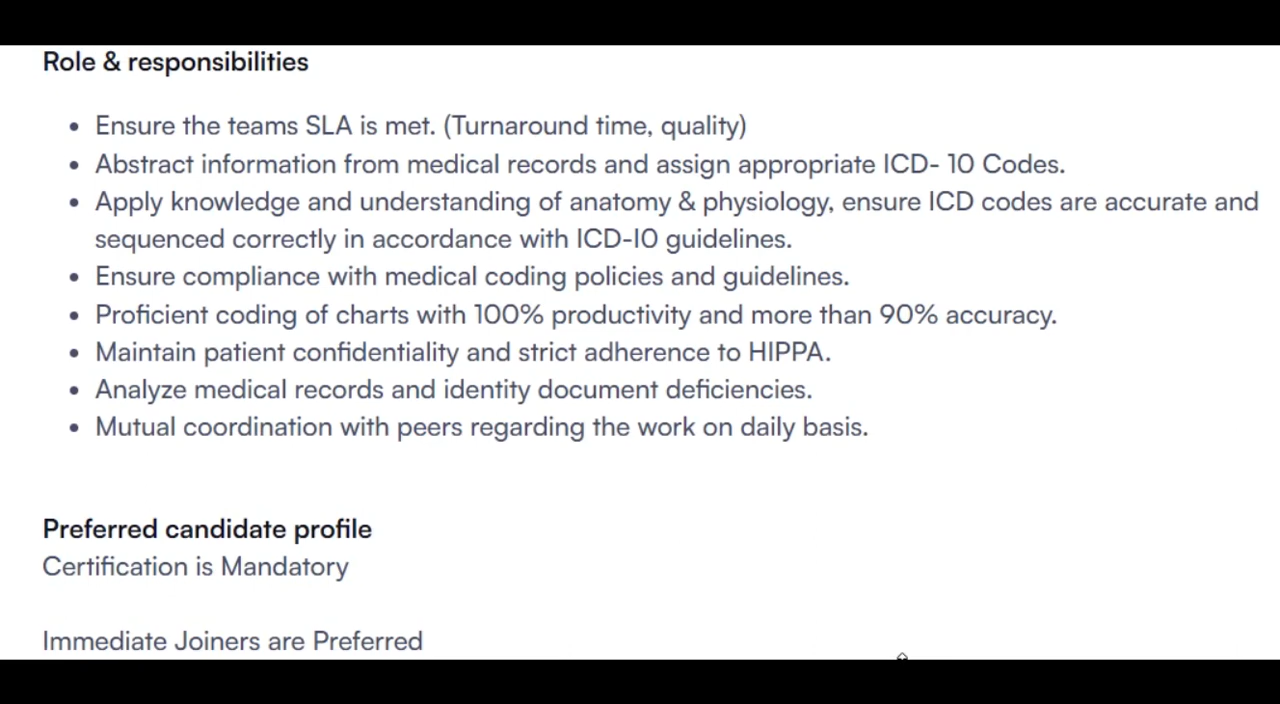 Role & responsibilities
• Ensure the teams SLA is met. (Turnaround time, quality)
• Abstract information from medical records and assign appropriate ICD- 10 Codes.
• Apply knowledge and understanding of anatomy & physiology, ensure ICD codes are accurate and
sequenced correctly in accordance with ICD-I0 guidelines.
• Ensure compliance with medical coding policies and guidelines.
• Proficient coding of charts with 100% productivity and more than 90% accuracy.
• Maintain patient confidentiality and strict adherence to HIPPA.
• Analyze medical records and identity document deficiencies.
• Mutual coordination with peers regarding the work on daily basis.
Preferred candidate profile
Certification is Mandatory
Immediate Joiners are Preferred